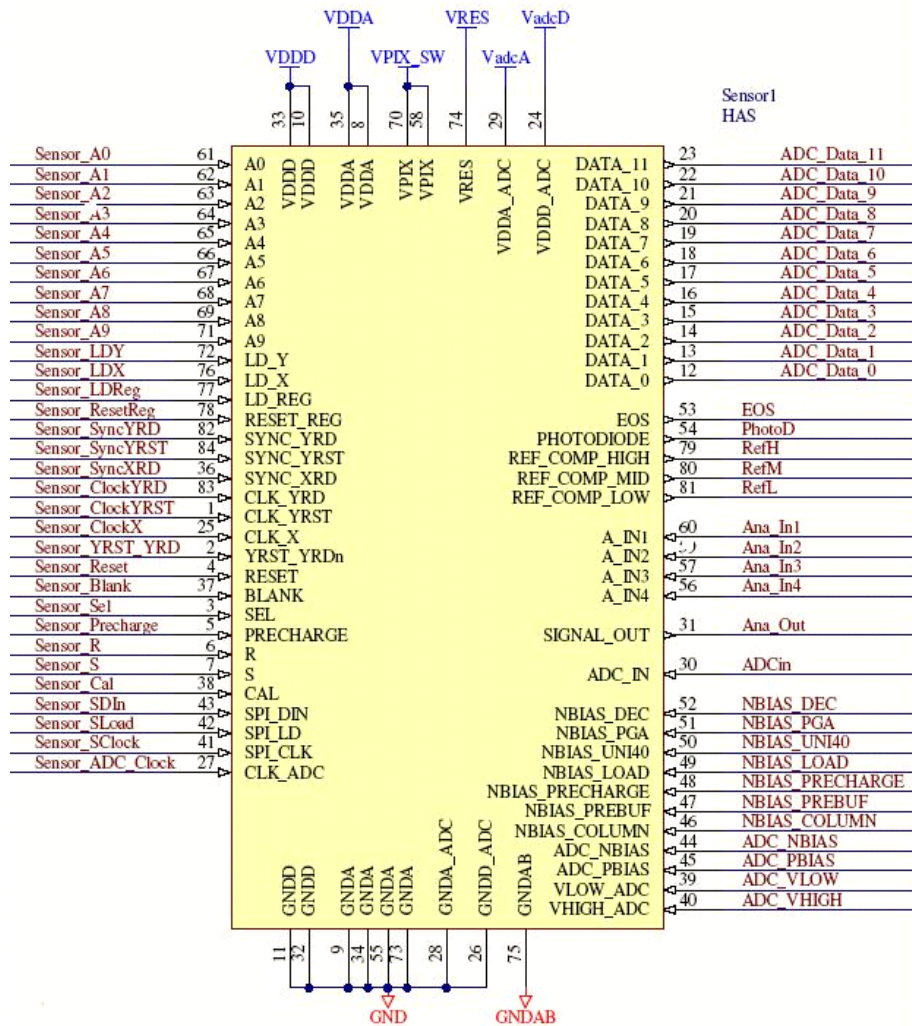 VDDA VRES VadcD
VDDD VPIX_SW VadcA
Sensor1
HAS
33 10 35 8 70 58 74 29 24
VDDD VDDD VDDA VDDA VPIX VPIX VRES VDDA_ADC VDDD_ADC
Sensor_A0 61 A0
Sensor_A1 62 A1
Sensor_A2 63 A2
Sensor_A3 64 A3
Sensor_A4 65 A4
Sensor_A5 66 A5
Sensor_A6 67 A6
Sensor_A7 68 A7
Sensor_A8 69 A8
Sensor_A9 71 A9
Sensor_LDY 72 LD_Y
Sensor_LDX 76 LD_X
Sensor_LDReg 77 LD_REG
Sensor_ResetReg 78 RESET_REG
Sensor_SyncYRD 82 SYNC_YRD
Sensor_SyncYRST 84 SYNC_YRST
Sensor_SyncXRD 36 SYNC_XRD
Sensor_ClockYRD 83 CLK_YRD
Sensor_ClockYRST 1 CLK_YRST
Sensor_ClockX 25 CLK_X
Sensor_YRST_YRD 2 YRST_YRDn
Sensor_Reset 4 RESET
Sensor_Blank 37 BLANK
Sensor_Sel 3 SEL
Sensor_Precharge 5 PRECHARGE
Sensor_R 6 R
Sensor_S 7 S
Sensor_Cal 38 CAL
Sensor_SDIn 43 SPI_DIN
Sensor_SLoad 42 SPI_LD
Sensor_SClock 41 SPI_CLK
Sensor_ADC_Clock 27 CLK_ADC
DATA_11 23 ADC_Data_11
DATA_10 22 ADC_Data_10
DATA_9 21 ADC_Data_9
DATA_8 20 ADC_Data_8
DATA_7 19 ADC_Data_7
DATA_6 18 ADC_Data_6
DATA_5 17 ADC_Data_5
DATA_4 16 ADC_Data_4
DATA_3 15 ADC_Data_3
DATA_2 14 ADC_Data_2
DATA_1 13 ADC_Data_1
DATA_0 12 ADC_Data_0
EOS 53 EOS
PHOTODIODE 54 PhotoD
REF_COMP_HIGH 79 RefH
REF_COMP_MID 80 RefM
REF_COMP_LOW 81 RefL
A_IN1 60 Ana_In1
A_IN2 Ana_In2
A_IN3 57 Ana_In3
A_IN4 56 Ana_In4
SIGNAL_OUT 31 Ana_Out
ADC_IN 30 ADCin
NBIAS_DEC 52 NBIAS_DEC
NBIAS_PGA 51 NBIAS_PGA
NBIAS_UNI40 50 NBIAS_UNI40
NBIAS_LOAD 49 NBIAS_LOAD
NBIAS_PRECHARGE 48 NBIAS_PRECHARGE
NBIAS_PREBUF 47 NBIAS_PREBUF
NBIAS_COLUMN 46 NBIAS_COLUMN
ADC_NBIAS 44 ADC_NBIAS
ADC_PBIAS 45 ADC_PBIAS
VLOW_ADC 39 ADC_VLOW
VHIGH_ADC 40 ADC_VHIGH
GNDD GNDD GNDA GNDA GNDA GNDA GNDA_ADC GNDD_ADC GNDAB
11 32 9 34 55 73 28 26 75
GND GNDAB